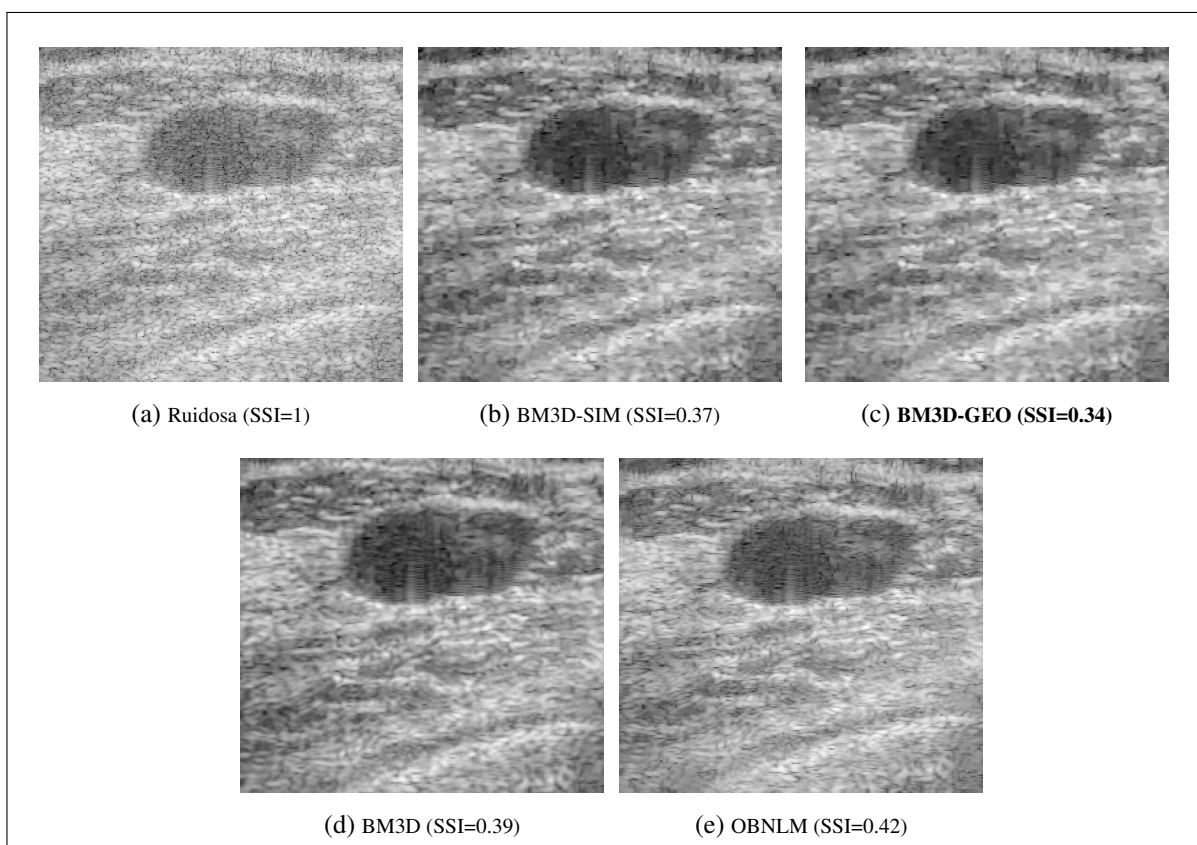 (a) Ruidosa (SSI=1)
(b) BM3D-SIM (SSI=0.37)
(c) BM3D-GEO (SSI=0.34)
(d) BM3D (SSI=0.39)
(e) OBNLM (SSI=0.42)